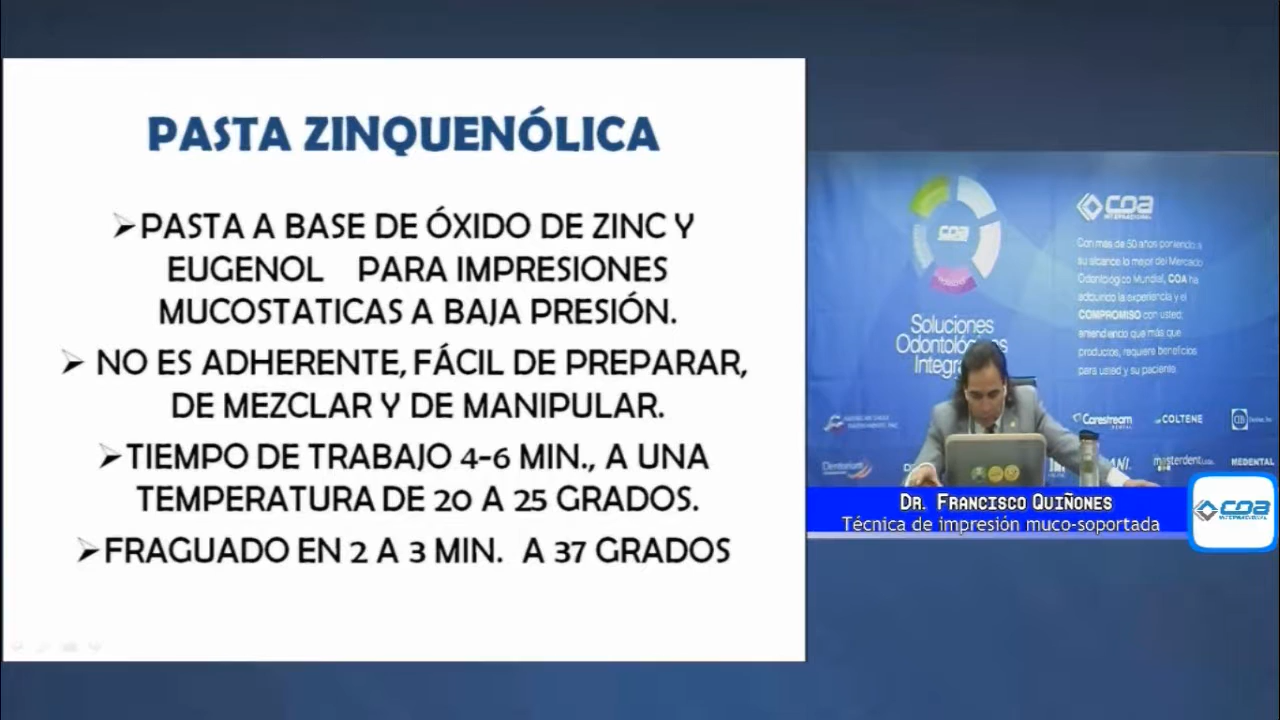 PASTA ZINQUENÓLICA
➢PASTA A BASE DE ÓXIDO DE ZINC Y
EUGENOL PARA IMPRESIONES
MUCOSTATICAS A BAJA PRESIÓN.
➢ NO ES ADHERENTE, FÁCIL DE PREPARAR,
DE MEZCLAR Y DE MANIPULAR.
➢TIEMPO DE TRABAJO 4-6 MIN., A UNA
TEMPERATURA DE 20 A 25 GRADOS.
➢FRAGUADO EN 2 A 3 MIN. A 37 GRADOS
coa
Soluciones
Odontológicas
coa
INTERNACIONAL
Con más de 50 años poniendo a
su alcance lo mejor del Mercado
Odontológico Mundial, COA ha
adquirido la experiencia y el
COMPROMISO con usted;
entendiendo que más que
productos, requiere beneficios
para usted y su paciente.
Carestream
DENTAL
COLTENE
masterdent
MEDENTAL
Dr. Francisco Quiñones
Técnica de impresión muco-soportada
coa
INTERNACIONAL